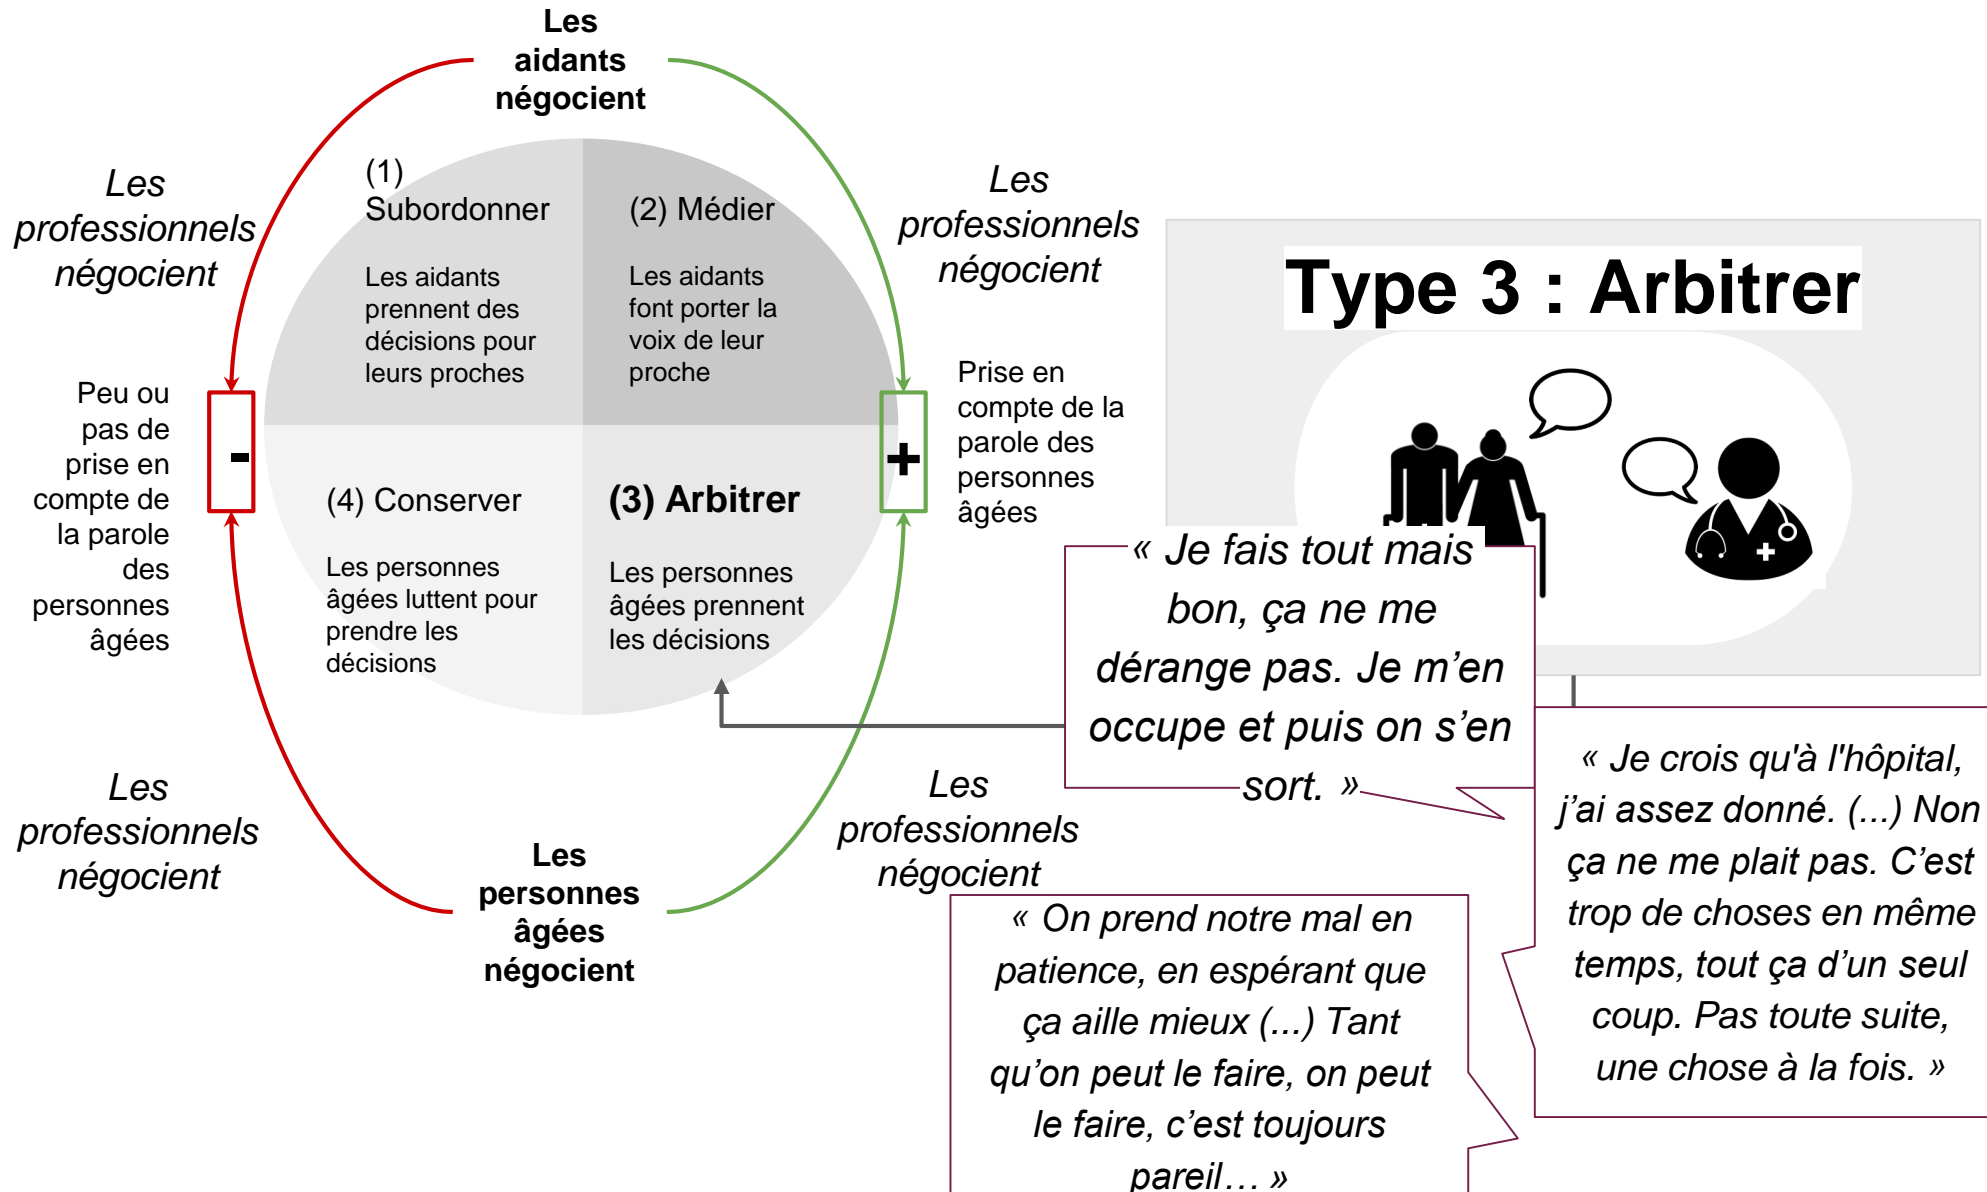 Les
aidants
négocient
Les
professionnels
négocient
Les
professionnels
négocient
(1)
Subordonner
Les aidants
prennent des
décisions pour
leurs proches
(2) Médier
Les aidants
font porter la
voix de leur
proche
Peu ou
pas de
prise en
compte de
la parole
des
personnes
âgées
-
+
Prise en
compte de la
parole des
personnes
âgées
(4) Conserver
Les personnes
âgées luttent pour
prendre les
décisions
(3) Arbitrer
Les personnes
âgées prennent
les décisions
Les
professionnels
négocient
Les
personnes
âgées
négocient
Les
professionnels
négocient
Type 3 : Arbitrer
« Je fais tout mais
bon, ça ne me
dérange pas. Je m’en
occupe et puis on s’en
sort. »
« Je crois qu'à l'hôpital,
j’ai assez donné. (...) Non
ça ne me plait pas. C’est
trop de choses en même
temps, tout ça d’un seul
coup. Pas toute suite,
une chose à la fois. »
« On prend notre mal en
patience, en espérant que
ça aille mieux (...) Tant
qu’on peut le faire, on peut
le faire, c’est toujours
pareil… »